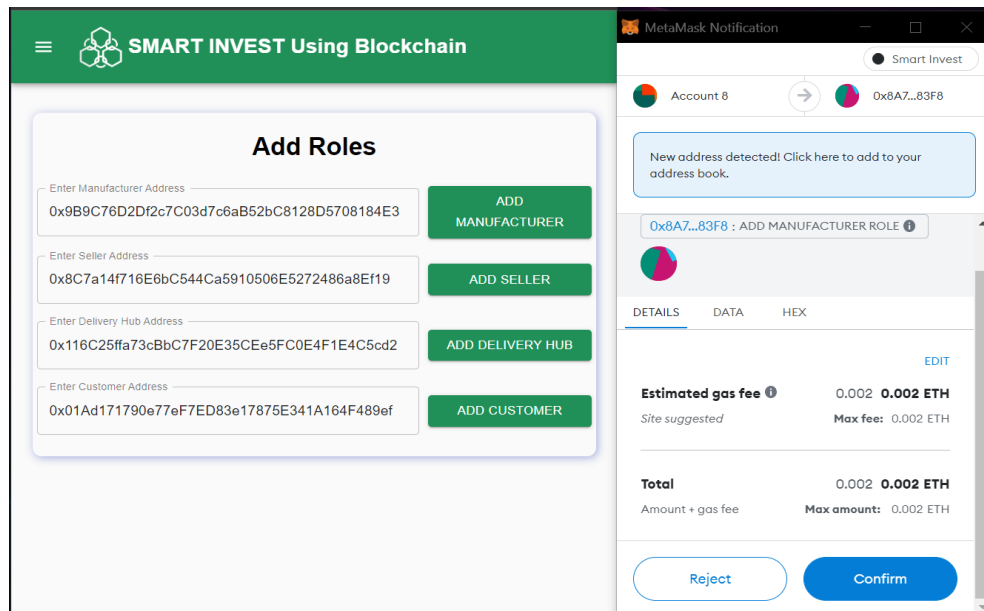 SMART INVEST Using Blockchain
Add Roles
Enter Manufacturer Address
0x9B9C76D2Df2c7C03d7c6aB52bC8128D5708184E3
ADD
MANUFACTURER
Enter Seller Address
0x8C7a14f716E6bC544Ca5910506E5272486a8Ef19
ADD SELLER
Enter Delivery Hub Address
0x116C25ffa73cBbC7F20E35CEe5FC0E4F1E4C5cd2
ADD DELIVERY HUB
Enter Customer Address
0x01Ad171790e77eF7ED83e17875E341A164F489ef
ADD CUSTOMER
MetaMask Notification
Smart Invest
Account 8
0x8A7...83F8
New address detected! Click here to add to your
address book.
0x8A7...83F8 : ADD MANUFACTURER ROLE
DETAILS DATA HEX
EDIT
Estimated gas fee 0.002 0.002 ETH
Site suggested Max fee: 0.002 ETH
Total 0.002 0.002 ETH
Amount + gas fee Max amount: 0.002 ETH
Reject Confirm